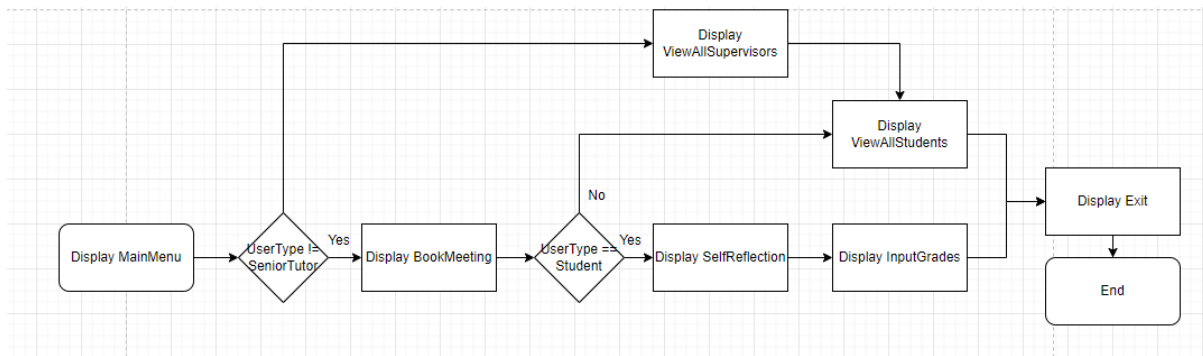 Display
ViewAllSupervisors
Display
ViewAllStudents
No
Display Exit
Display MainMenu
UserType !=
SeniorTutor
Yes
Display BookMeeting
UserType ==
Student
Yes
Display SelfReflection
Display InputGrades
End